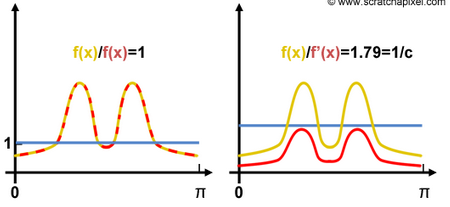 © www.scratchapixel.com
f(x)/f(x)=1
f(x)/f'(x)=1.79=1/c
1
0
π
0
π